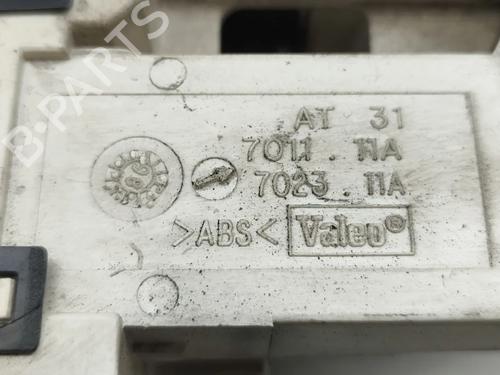 B-PARTS
AT 31
7011.11A
7023.11A
>ABS<
Valeo®